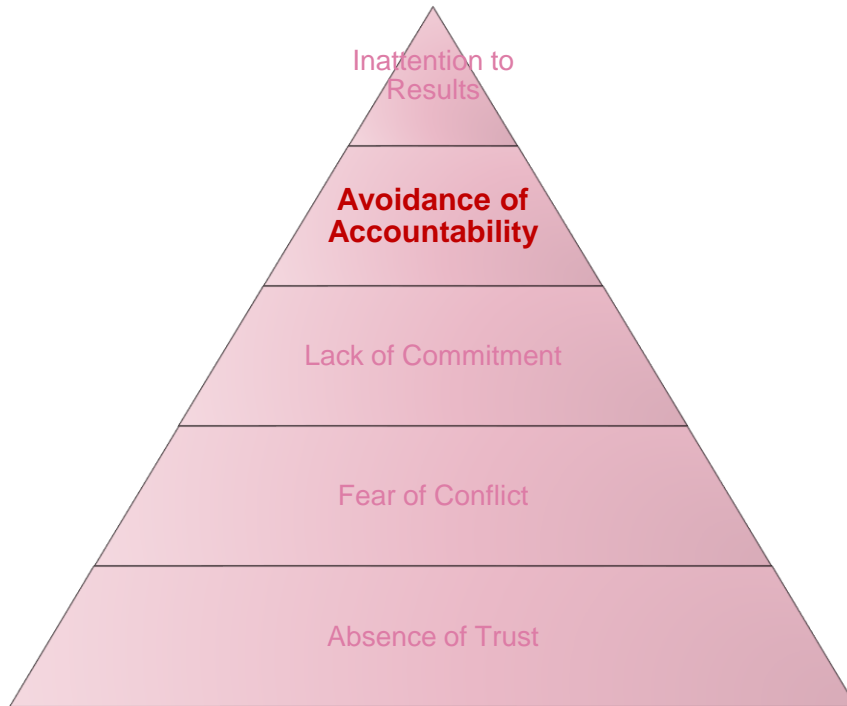 Inattention to
Results
Avoidance of
Accountability
Lack of Commitment
Fear of Conflict
Absence of Trust